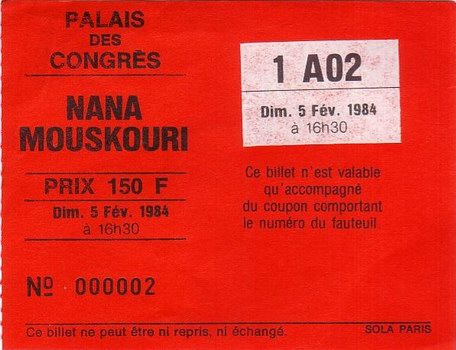 PALAIS
DES
CONGRÈS
NANA
MOUSKOURI
PRIX 150 F
Dim. 5 Fév. 1984
à 16h30
Nº 000002
1 A02
Dim. 5 Fév. 1984
à 16h30
Ce billet n'est valable
qu'accompagné
du coupon comportant
le numéro du fauteuil.
Ce billet ne peut être ni repris, ni échangé.
SOLA PARIS